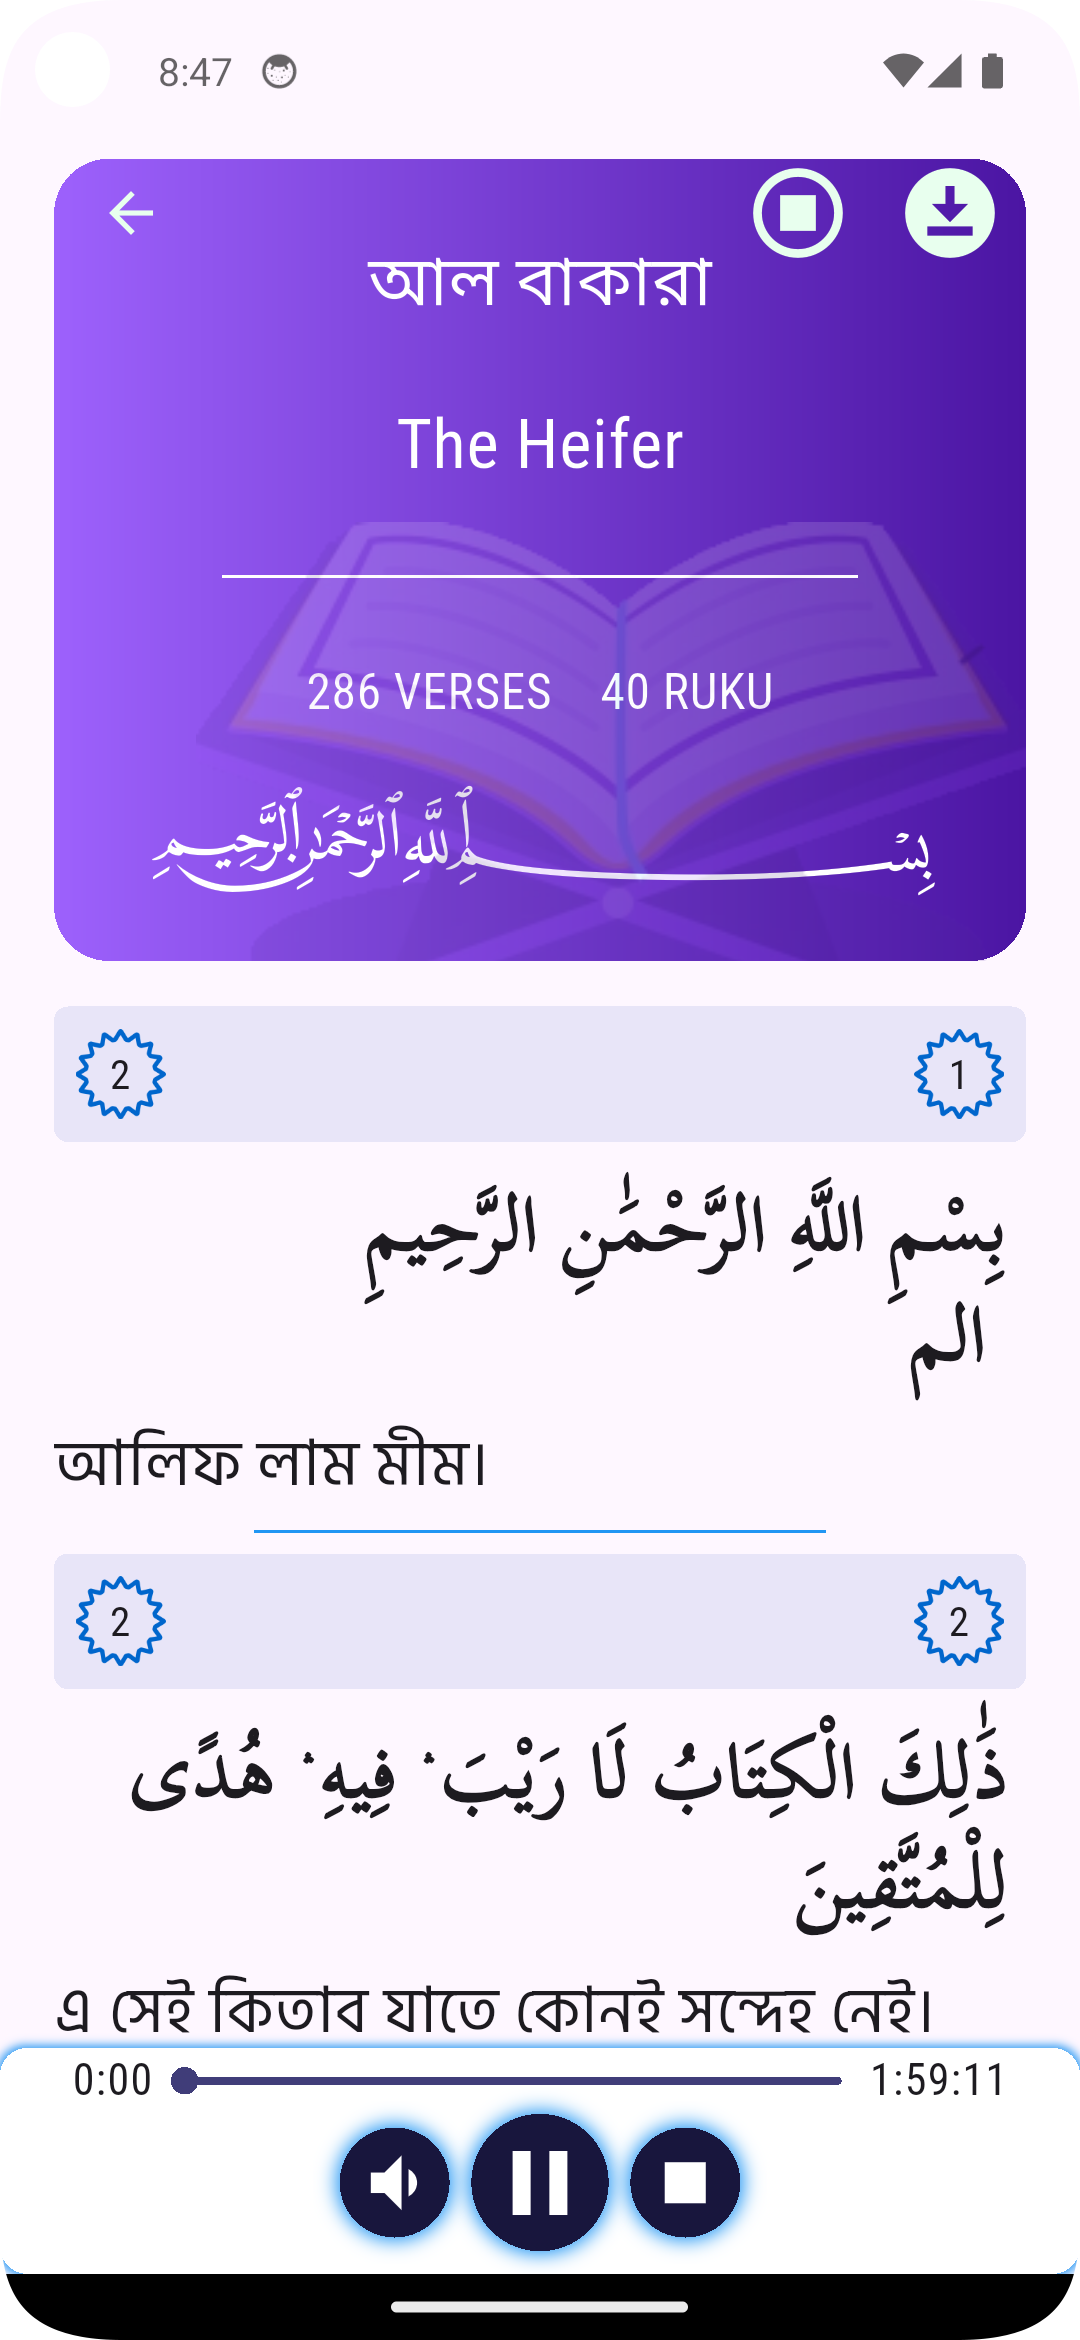 8:47
আল বাকারা
The Heifer
286 VERSES 40 RUKU
بِسْمِ ٱللَّهِ ٱلرَّحْمَٰنِ ٱلرَّحِيمِ
2 1
بِسْمِ اللَّهِ الرَّحْمَٰنِ الرَّحِيمِ
الم
আলিফ লাম মীম।
2 2
ذَٰلِكَ الْكِتَابُ لَا رَيْبَ ۛ فِيهِ ۛ هُدًى
لِلْمُتَّقِينَ
এ সেই কিতাব যাতে কোনই সন্দেহ নেই।
0:00 1:59:11